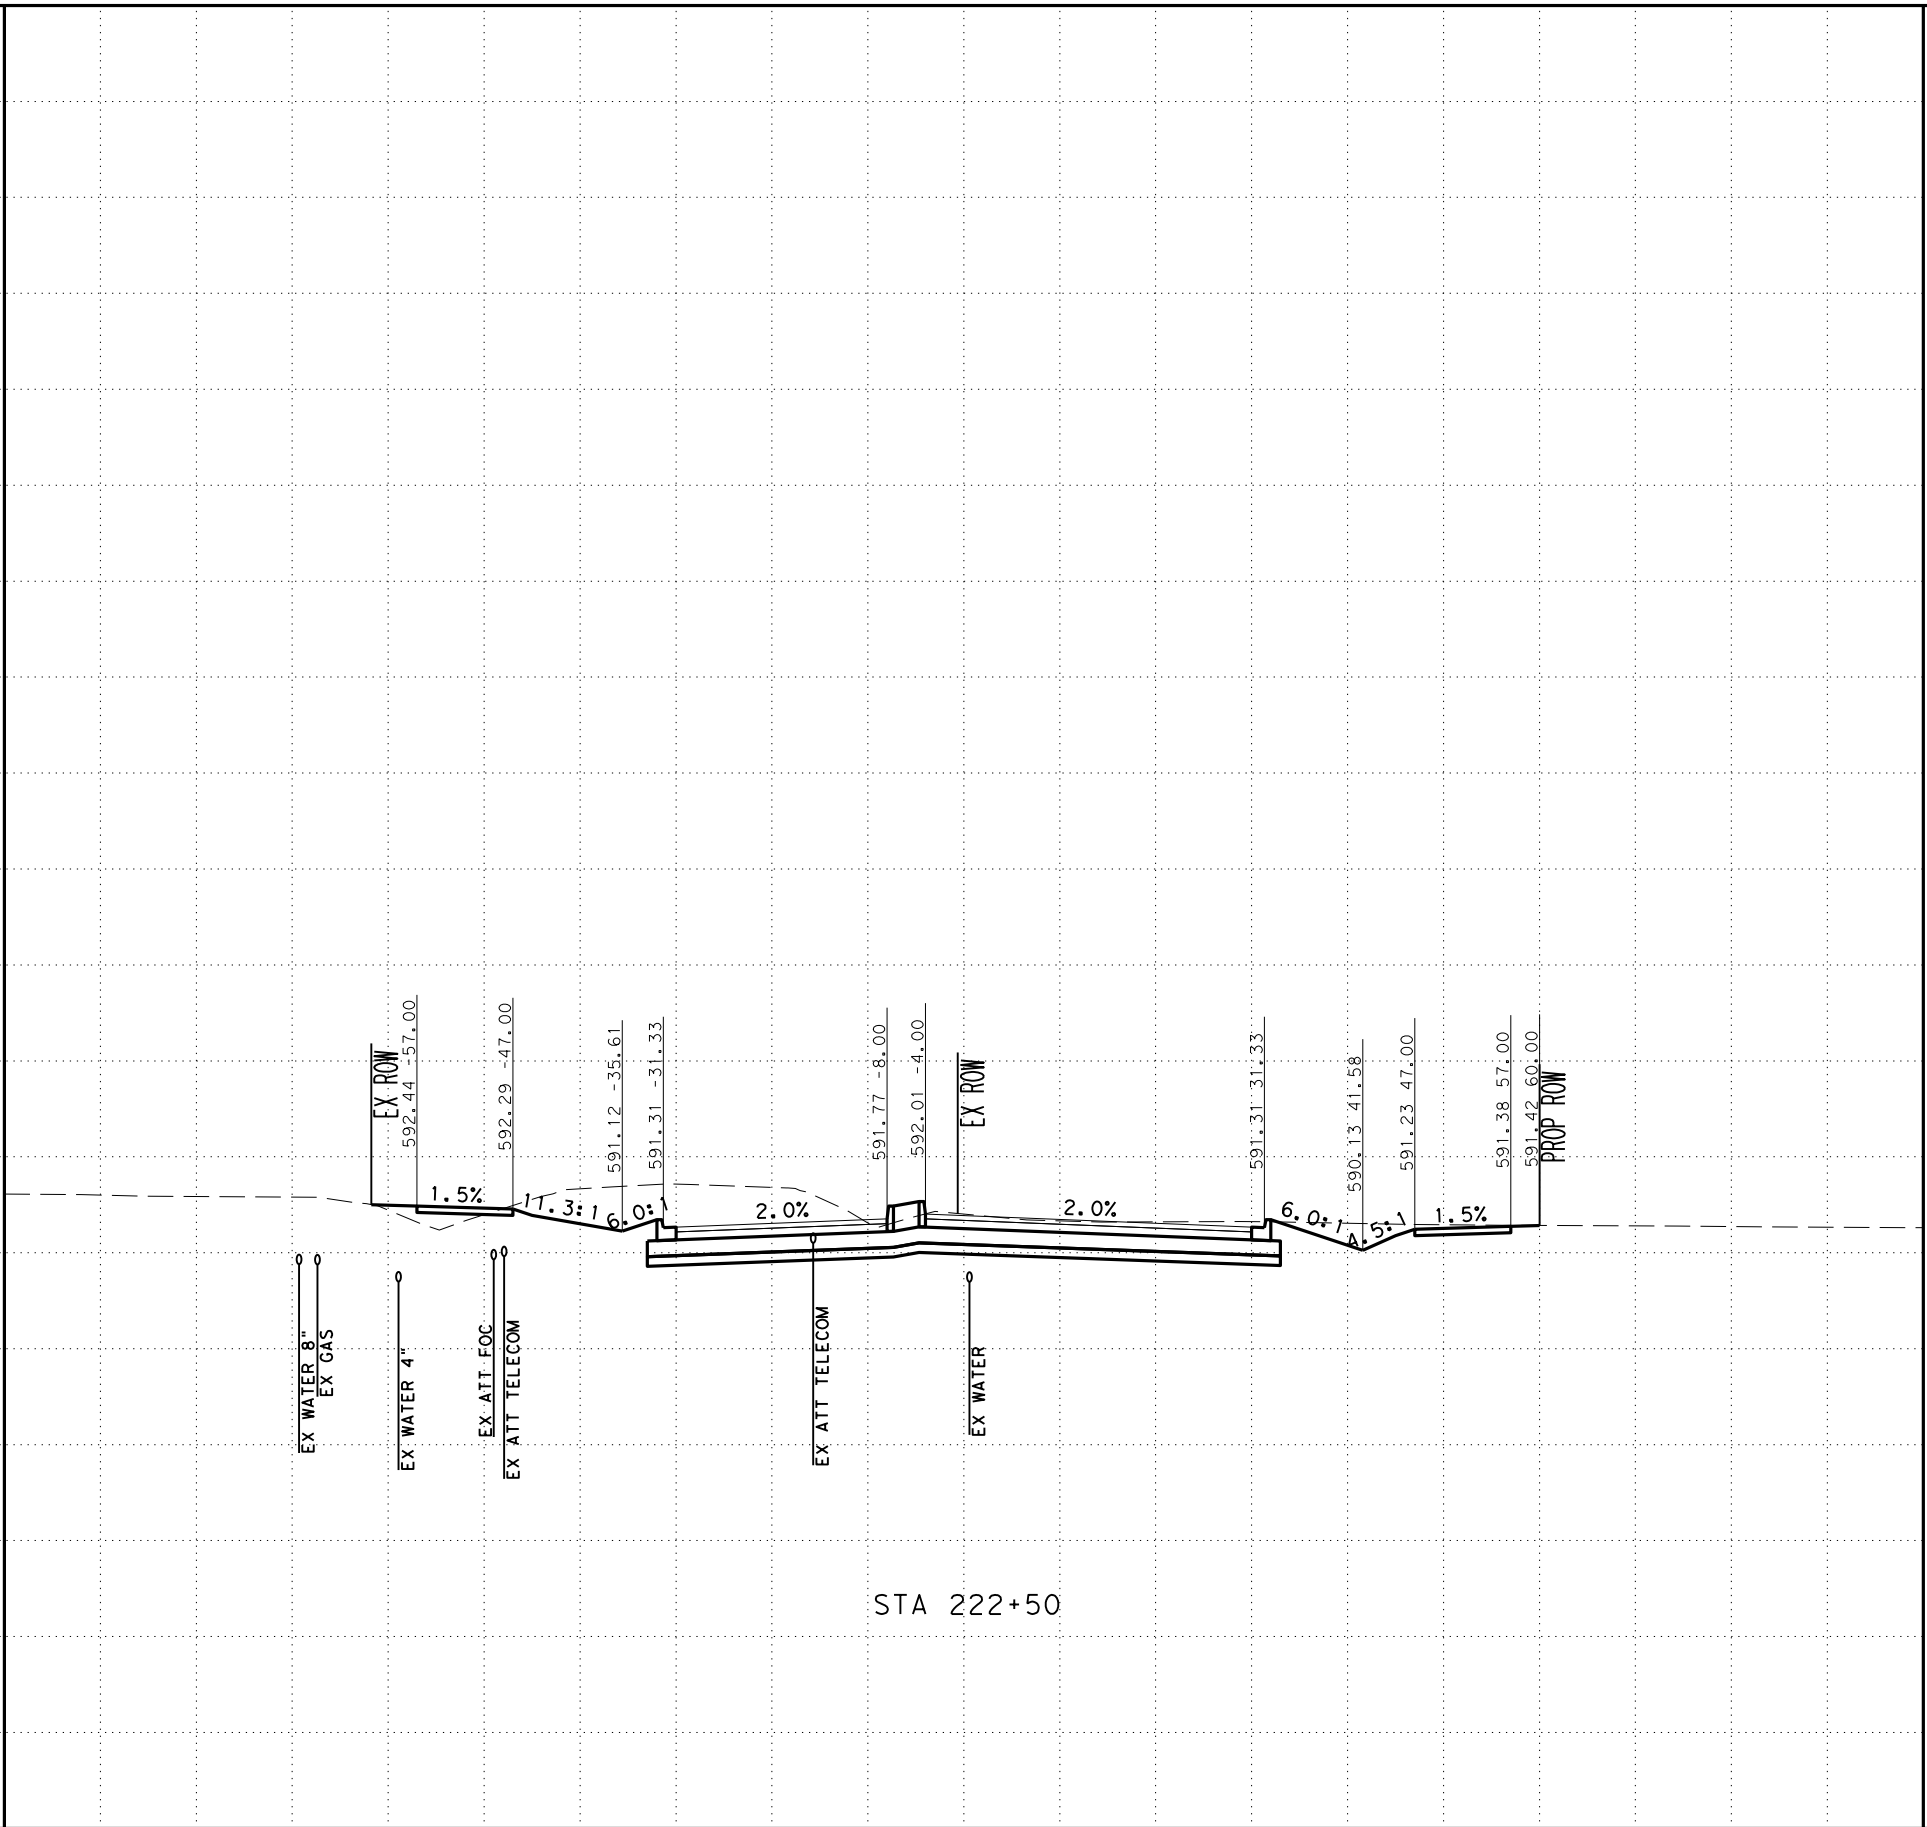 EX ROW
592.44 -57.00
592.29 -47.00
591.12 -35.61
591.31 -31.33
591.77 -8.00
592.01 -4.00
EX ROW
591.31 31.33
590.13 41.58
591.23 47.00
591.38 57.00
591.42 60.00
PROP ROW
1.5%
11.3:1
6.0:1
2.0%
2.0%
6.0:1
4.5:1
1.5%
EX WATER 8"
EX GAS
EX WATER 4"
EX ATT FOC
EX ATT TELECOM
EX ATT TELECOM
EX WATER
STA 222+50